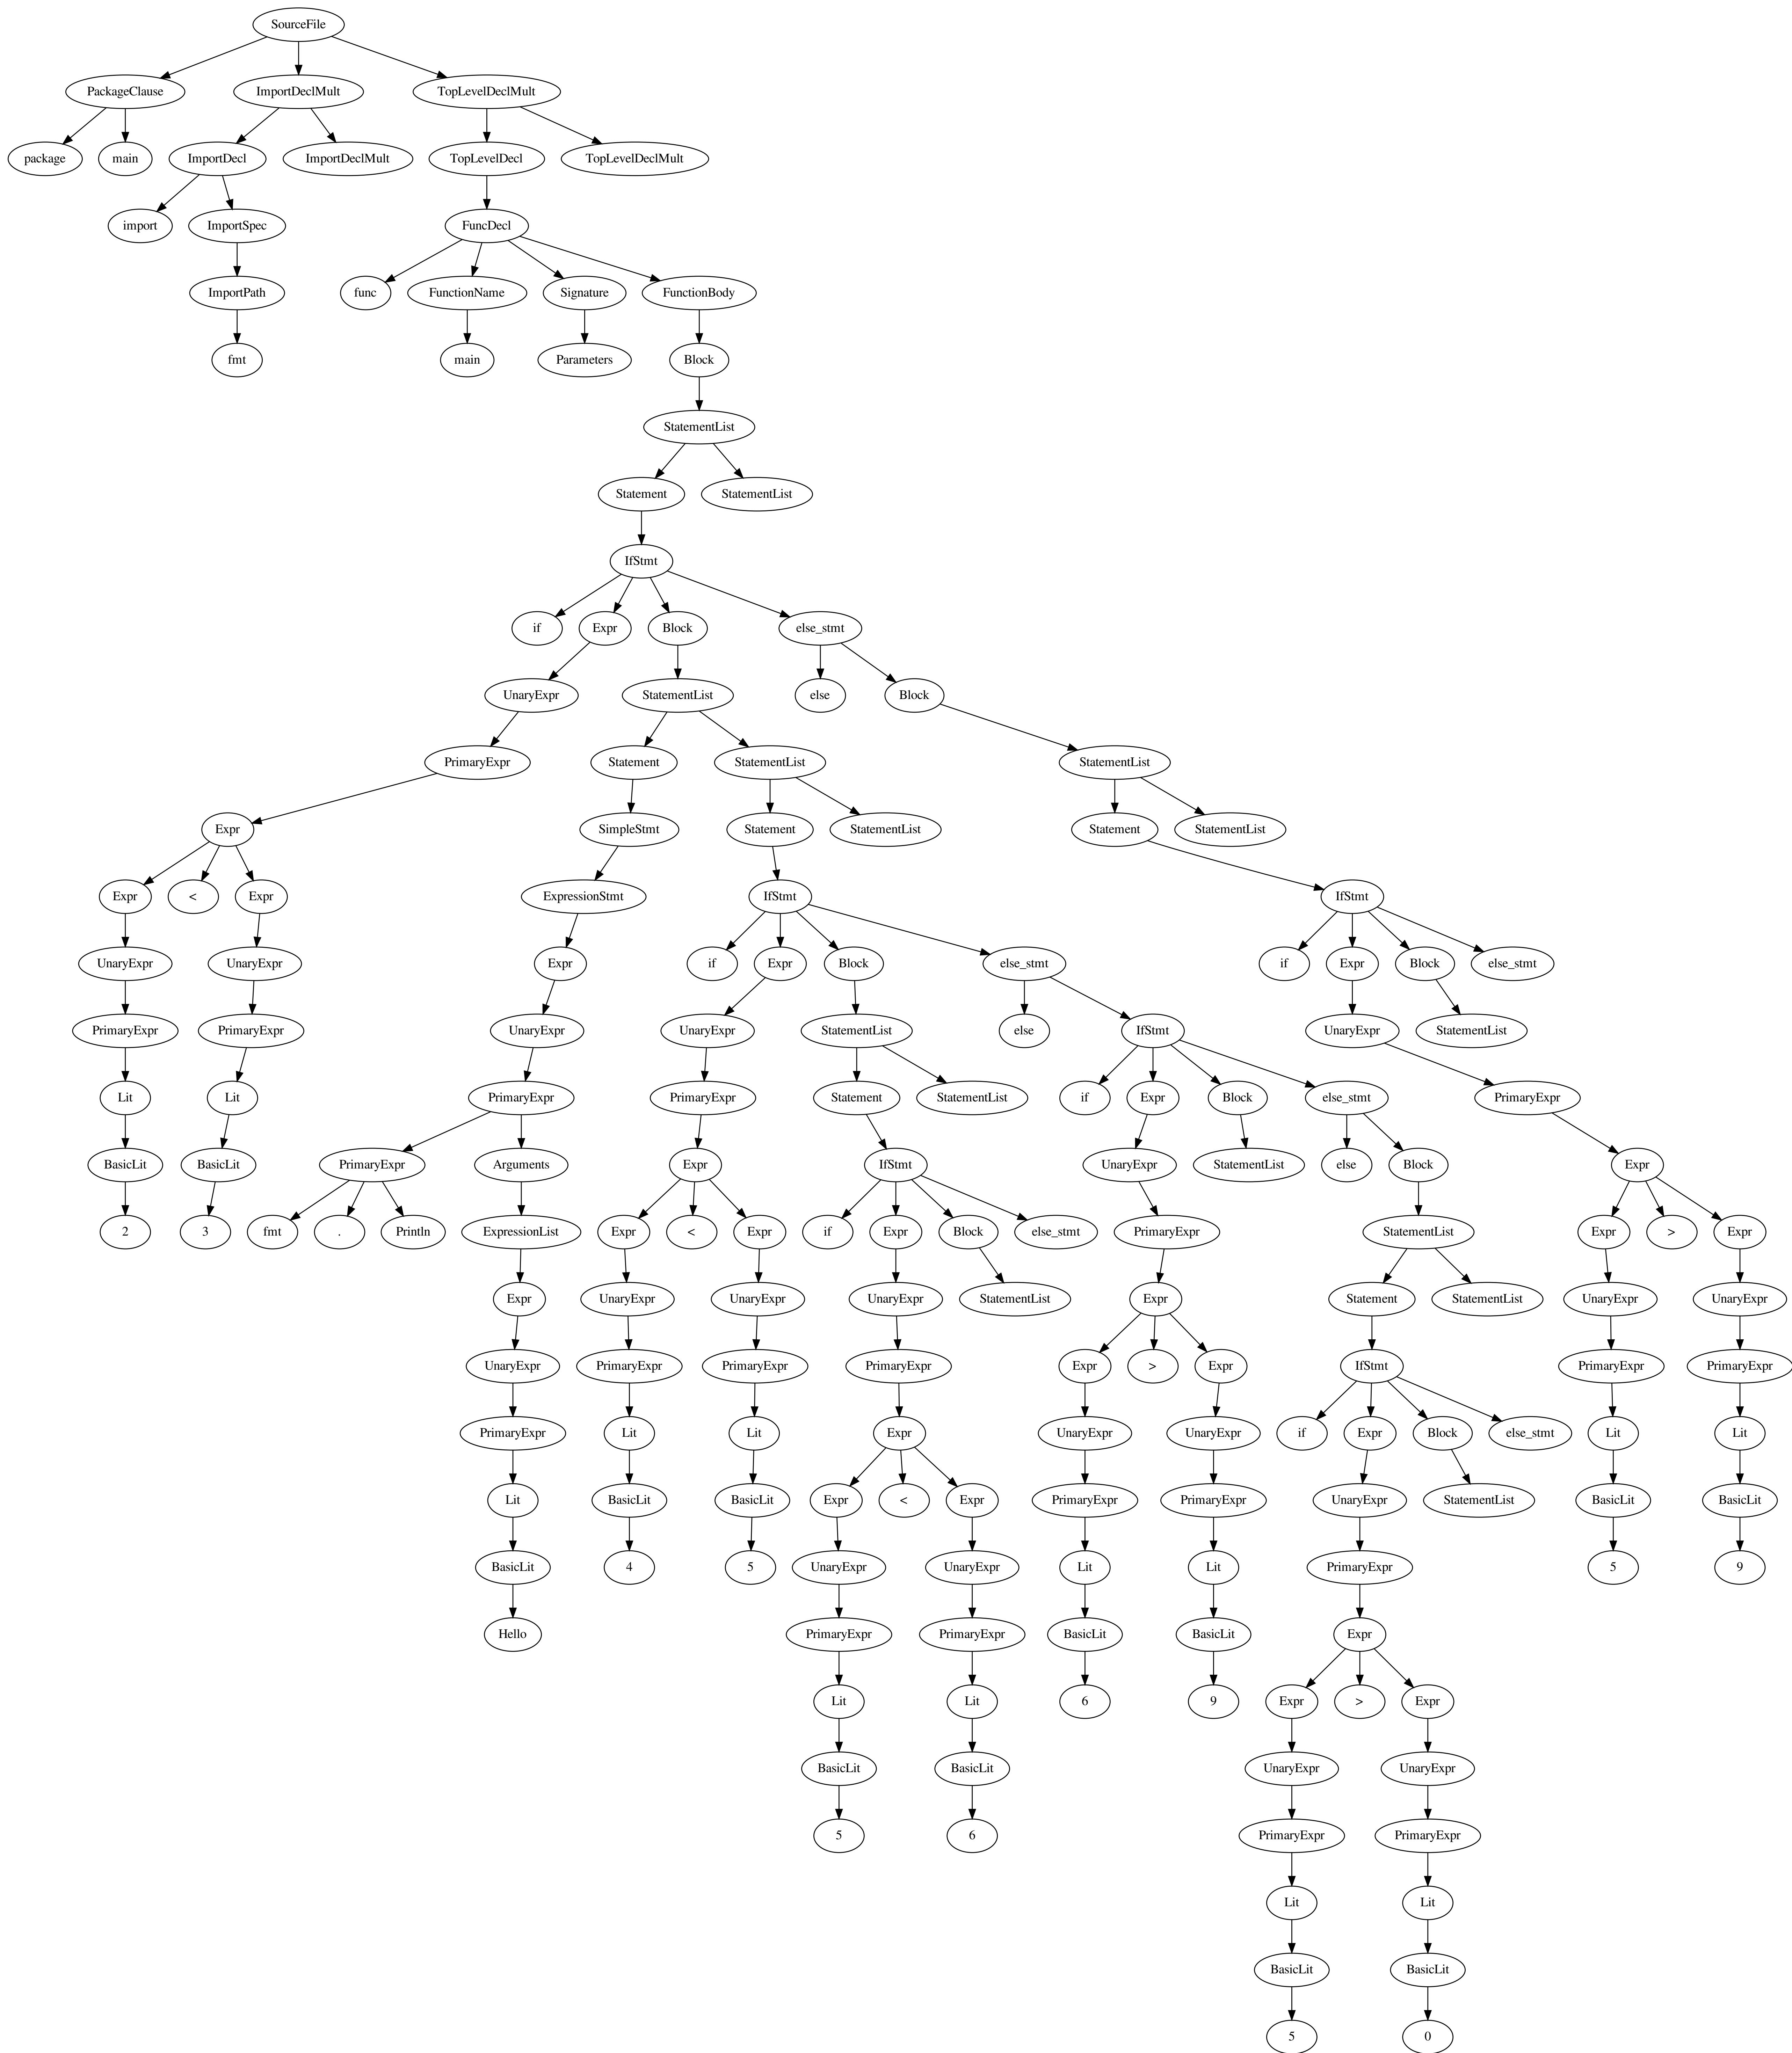 SourceFile
PackageClause ImportDeclMult TopLevelDeclMult
package main ImportDecl ImportDeclMult TopLevelDecl TopLevelDeclMult
import ImportSpec FuncDecl
ImportPath func FunctionName Signature FunctionBody
fmt main Parameters Block
StatementList
Statement StatementList
IfStmt
if Expr Block else_stmt
UnaryExpr StatementList else Block
PrimaryExpr Statement StatementList StatementList
Expr SimpleStmt Statement StatementList Statement StatementList
Expr < Expr ExpressionStmt IfStmt IfStmt
UnaryExpr UnaryExpr Expr if Expr Block else_stmt if Expr Block else_stmt
PrimaryExpr PrimaryExpr UnaryExpr UnaryExpr StatementList else IfStmt UnaryExpr StatementList
Lit Lit PrimaryExpr PrimaryExpr Statement StatementList if Expr Block else_stmt PrimaryExpr
BasicLit BasicLit PrimaryExpr Arguments Expr IfStmt UnaryExpr StatementList else Block Expr
2 3 fmt . Println ExpressionList Expr < Expr if Expr Block else_stmt PrimaryExpr StatementList Expr > Expr
Expr UnaryExpr UnaryExpr UnaryExpr StatementList Expr Statement StatementList UnaryExpr UnaryExpr
UnaryExpr PrimaryExpr PrimaryExpr PrimaryExpr Expr > Expr IfStmt PrimaryExpr PrimaryExpr
PrimaryExpr Lit Lit Expr UnaryExpr UnaryExpr if Expr Block else_stmt Lit Lit
Lit BasicLit BasicLit Expr < Expr PrimaryExpr PrimaryExpr UnaryExpr StatementList BasicLit BasicLit
BasicLit 4 5 UnaryExpr UnaryExpr Lit Lit PrimaryExpr 5 9
Hello PrimaryExpr PrimaryExpr BasicLit BasicLit Expr
Lit Lit 6 9 Expr > Expr
BasicLit BasicLit UnaryExpr UnaryExpr
5 6 PrimaryExpr PrimaryExpr
Lit Lit
BasicLit BasicLit
5 0